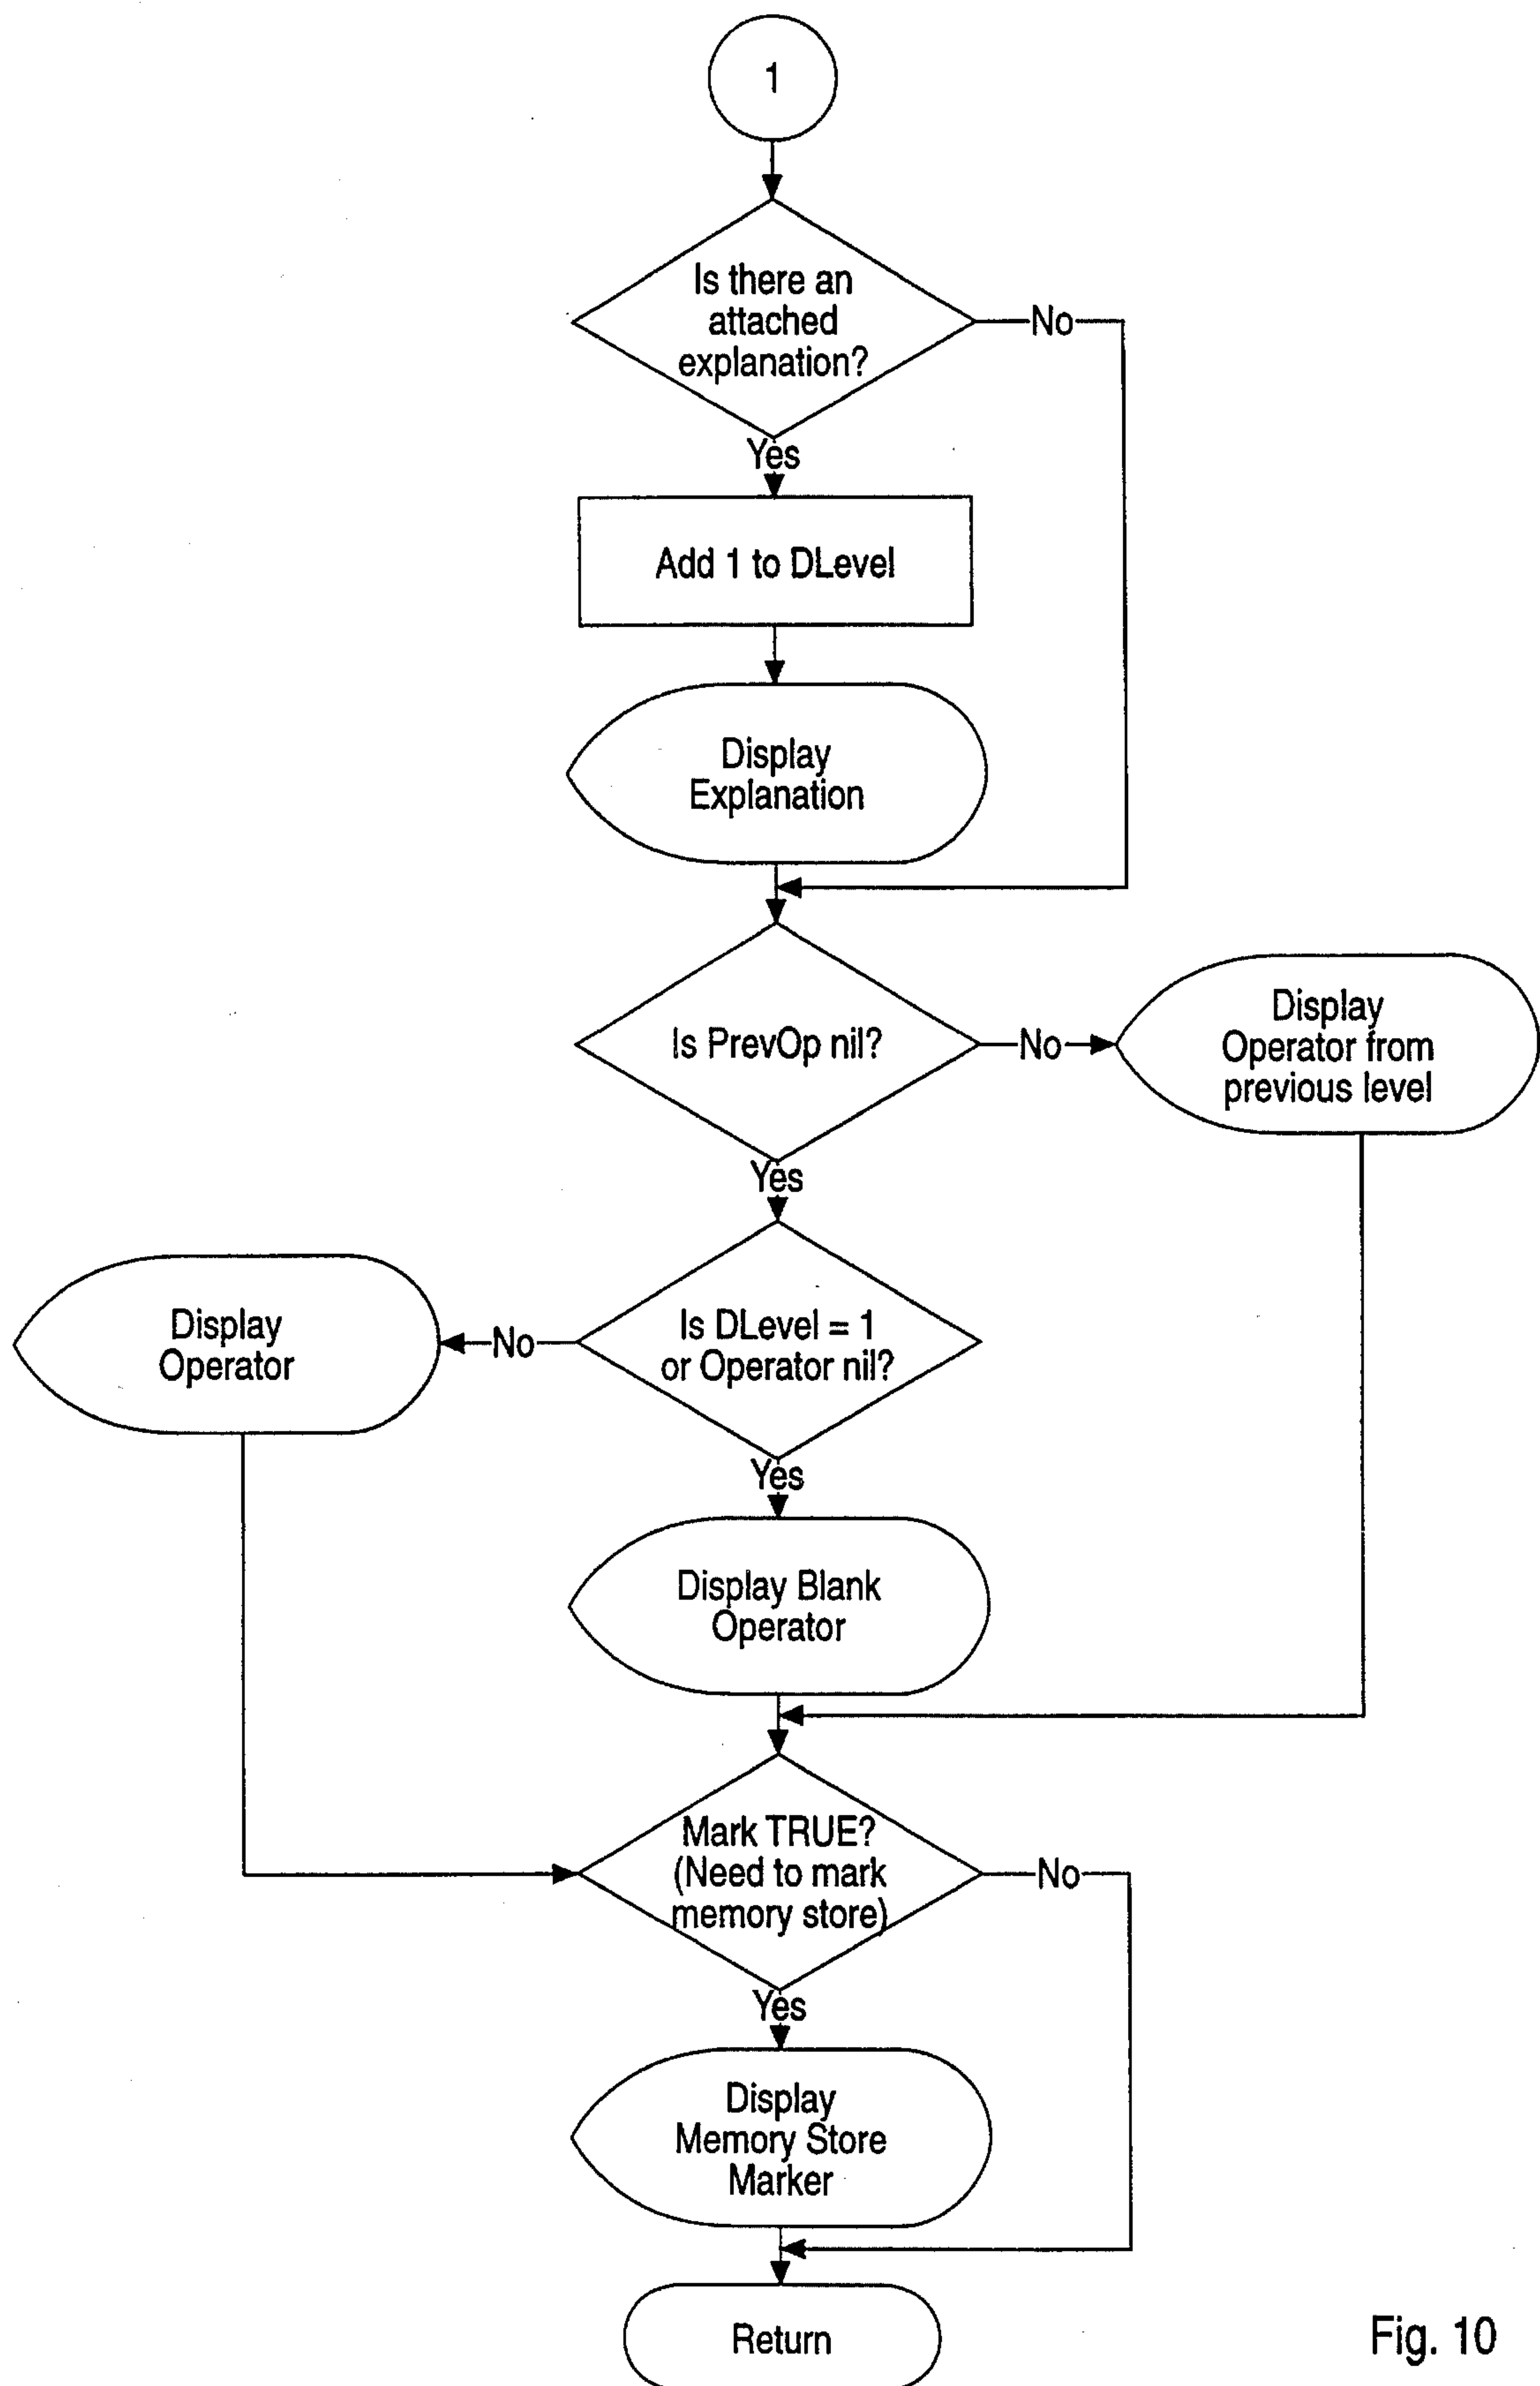 1
Is there an
attached
explanation?
No
Yes
Add 1 to DLevel
Display
Explanation
Is PrevOp nil?
No
Display
Operator from
previous level
Yes
Display
Operator
No
Is DLevel = 1
or Operator nil?
Yes
Display Blank
Operator
Mark TRUE?
(Need to mark
memory store)
No
Yes
Display
Memory Store
Marker
Return
Fig. 10